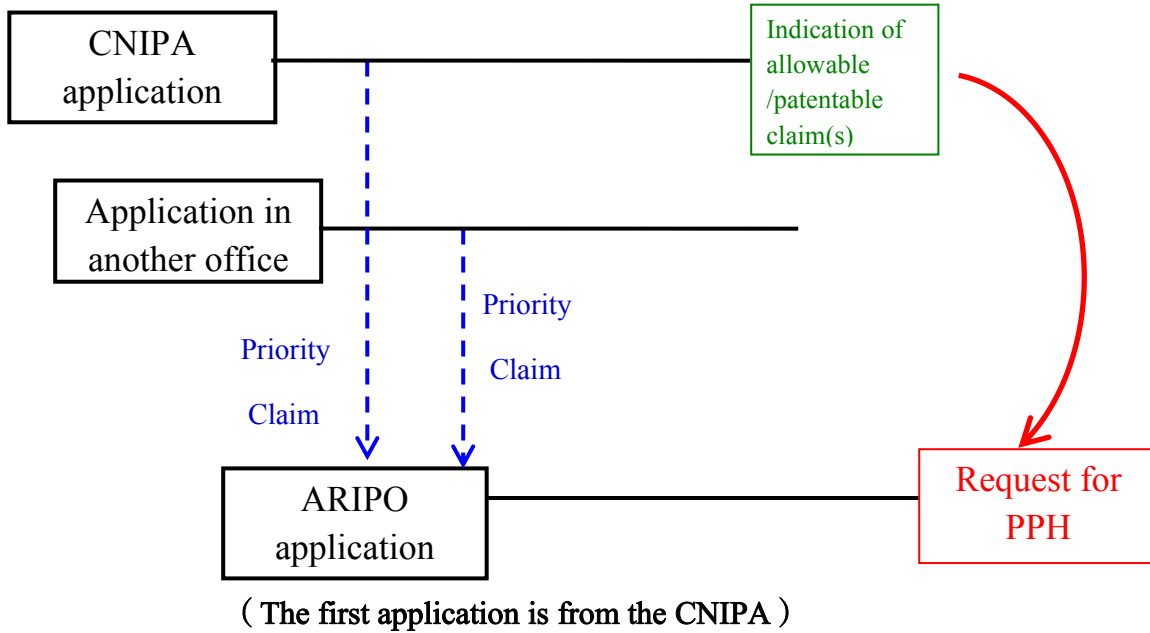 CNIPA
application
Indication of
allowable
/patentable
claim(s)
Application in
another office
Priority
Claim
Priority
Claim
ARIPO
application
Request for
PPH
( The first application is from the CNIPA )